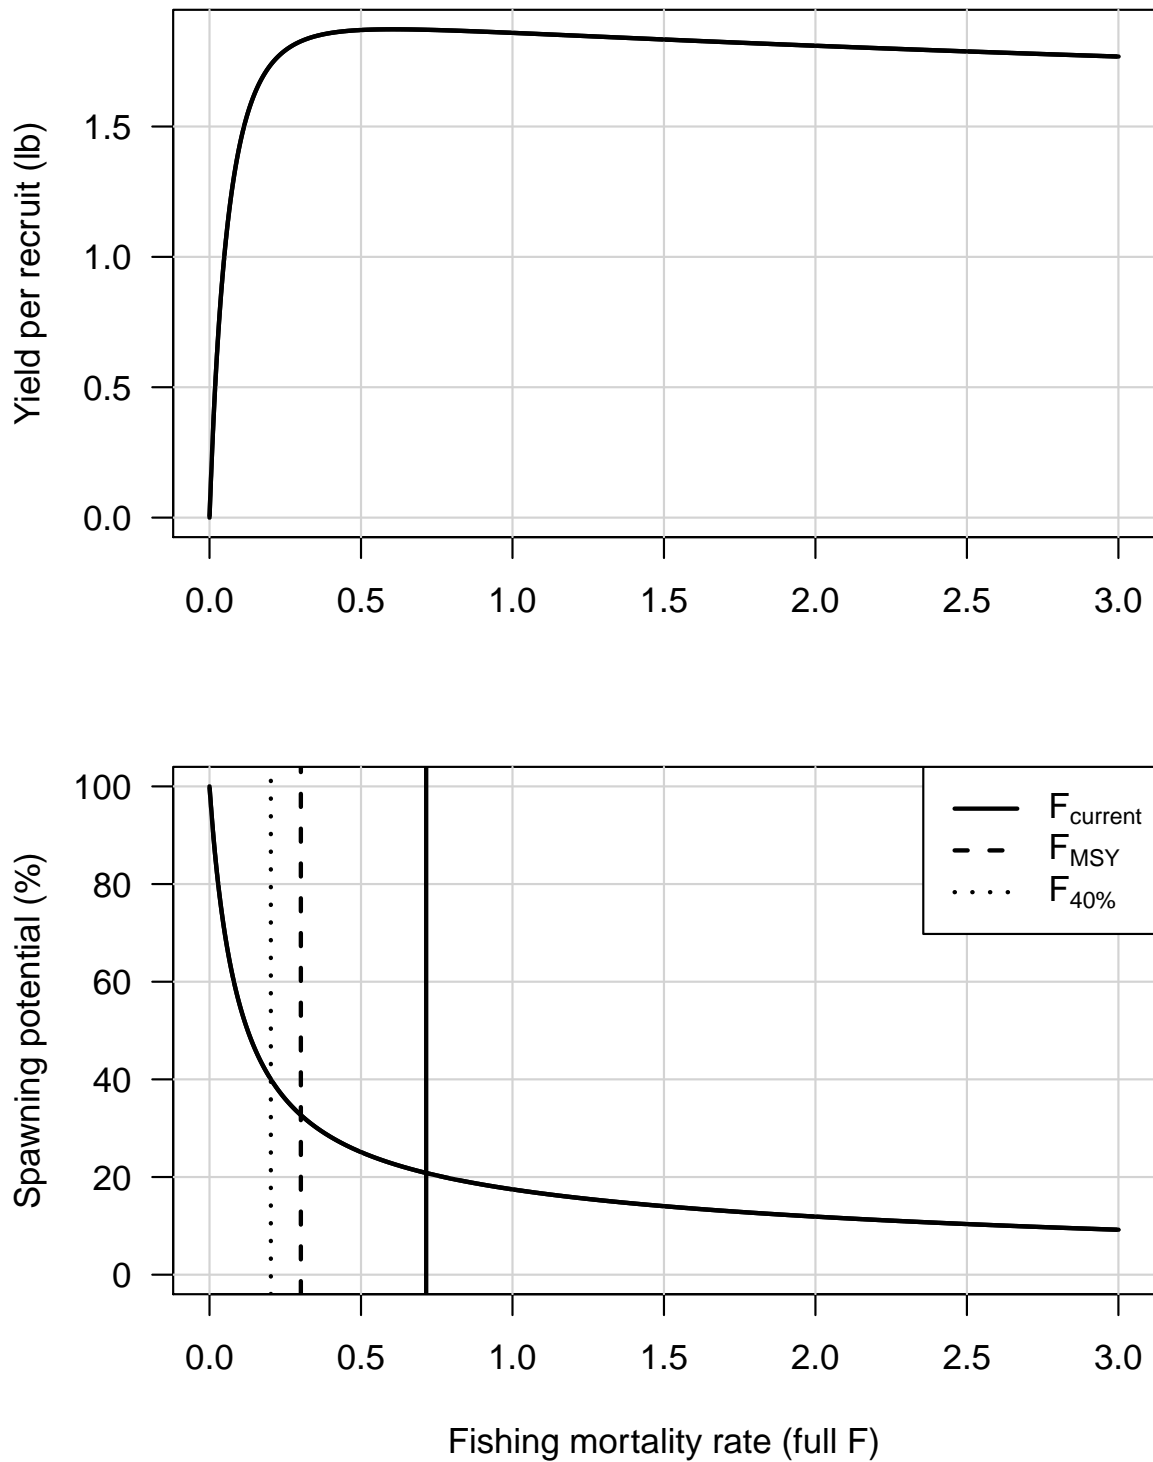 Yield per recruit (lb)
1.5
1.0
0.5
0.0
0.0 0.5 1.0 1.5 2.0 2.5 3.0
Spawning potential (%)
100
80
60
40
20
0
F_current
F_MSY
F_40%
0.0 0.5 1.0 1.5 2.0 2.5 3.0
Fishing mortality rate (full F)